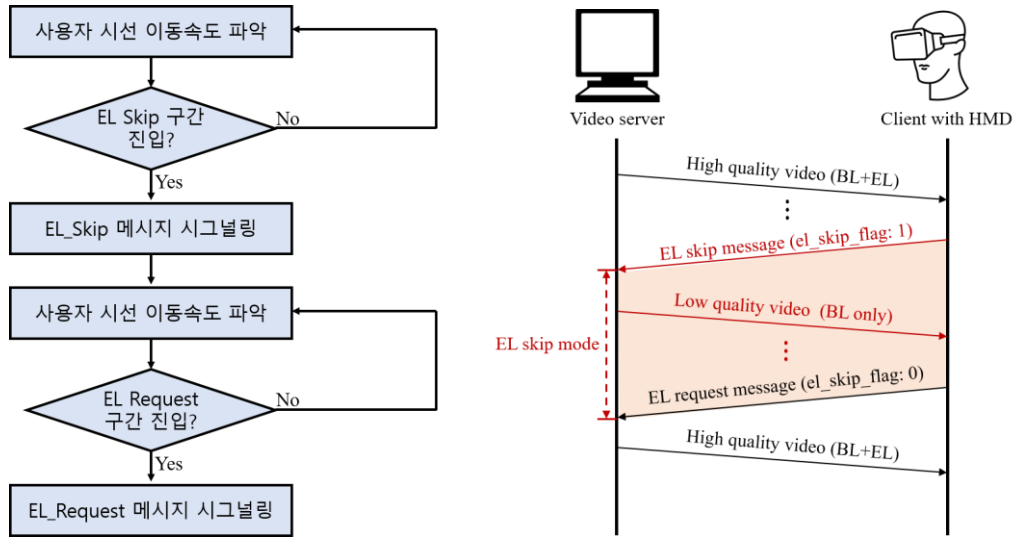 사용자 시선 이동속도 파악
EL Skip 구간
진입?
No
Yes
EL_Skip 메시지 시그널링
사용자 시선 이동속도 파악
EL Request
구간 진입?
No
Yes
EL_Request 메시지 시그널링
Video server
Client with HMD
High quality video (BL+EL)
EL skip message (el_skip_flag: 1)
Low quality video (BL only)
EL skip mode
EL request message (el_skip_flag: 0)
High quality video (BL+EL)